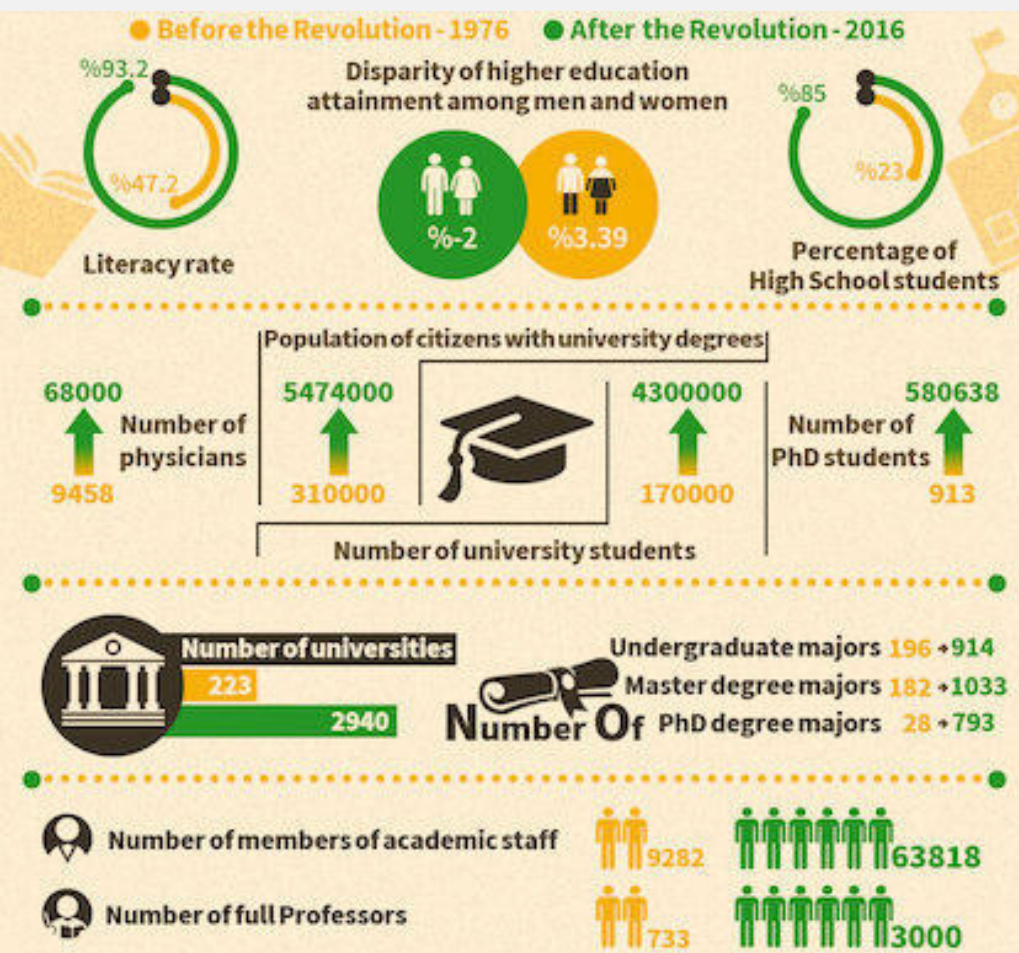 Before the Revolution - 1976
After the Revolution - 2016
%93.2
%47.2
Literacy rate
Disparity of higher education
attainment among men and women
%-2
%3.39
%85
%23
Percentage of
High School students
Population of citizens with university degrees
68000
Number of
physicians
9458
5474000
310000
4300000
170000
Number of university students
580638
Number of
PhD students
913
Number of universities
223
2940
Number Of
Undergraduate majors 196 → 914
Master degree majors 182 → 1033
PhD degree majors 28 → 793
Number of members of academic staff
9282
63818
Number of full Professors
733
3000